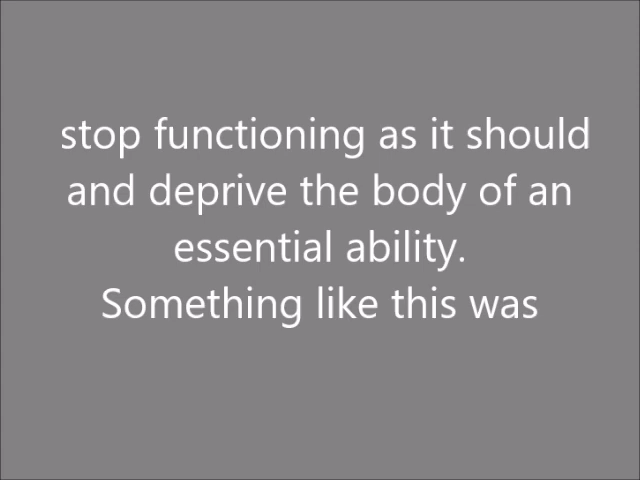 stop functioning as it should
and deprive the body of an
essential ability.
Something like this was